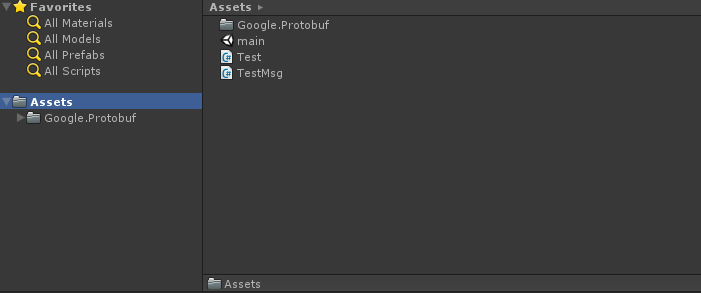 Favorites
All Materials
All Models
All Prefabs
All Scripts
Assets
Google.Protobuf
Assets
Google.Protobuf
main
Test
TestMsg
Assets